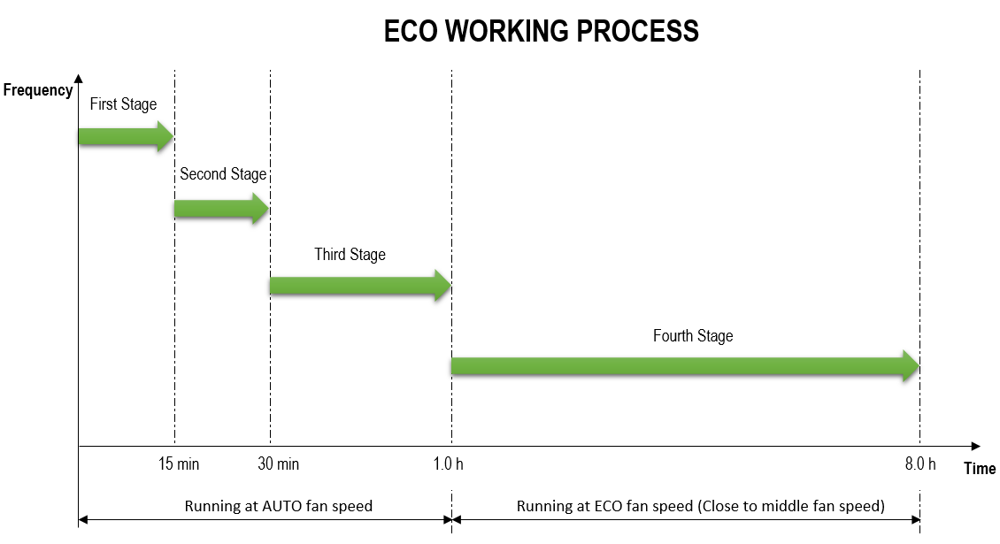 ECO WORKING PROCESS
Frequency
First Stage
Second Stage
Third Stage
Fourth Stage
15 min
30 min
1.0 h
8.0 h
Time
Running at AUTO fan speed
Running at ECO fan speed (Close to middle fan speed)